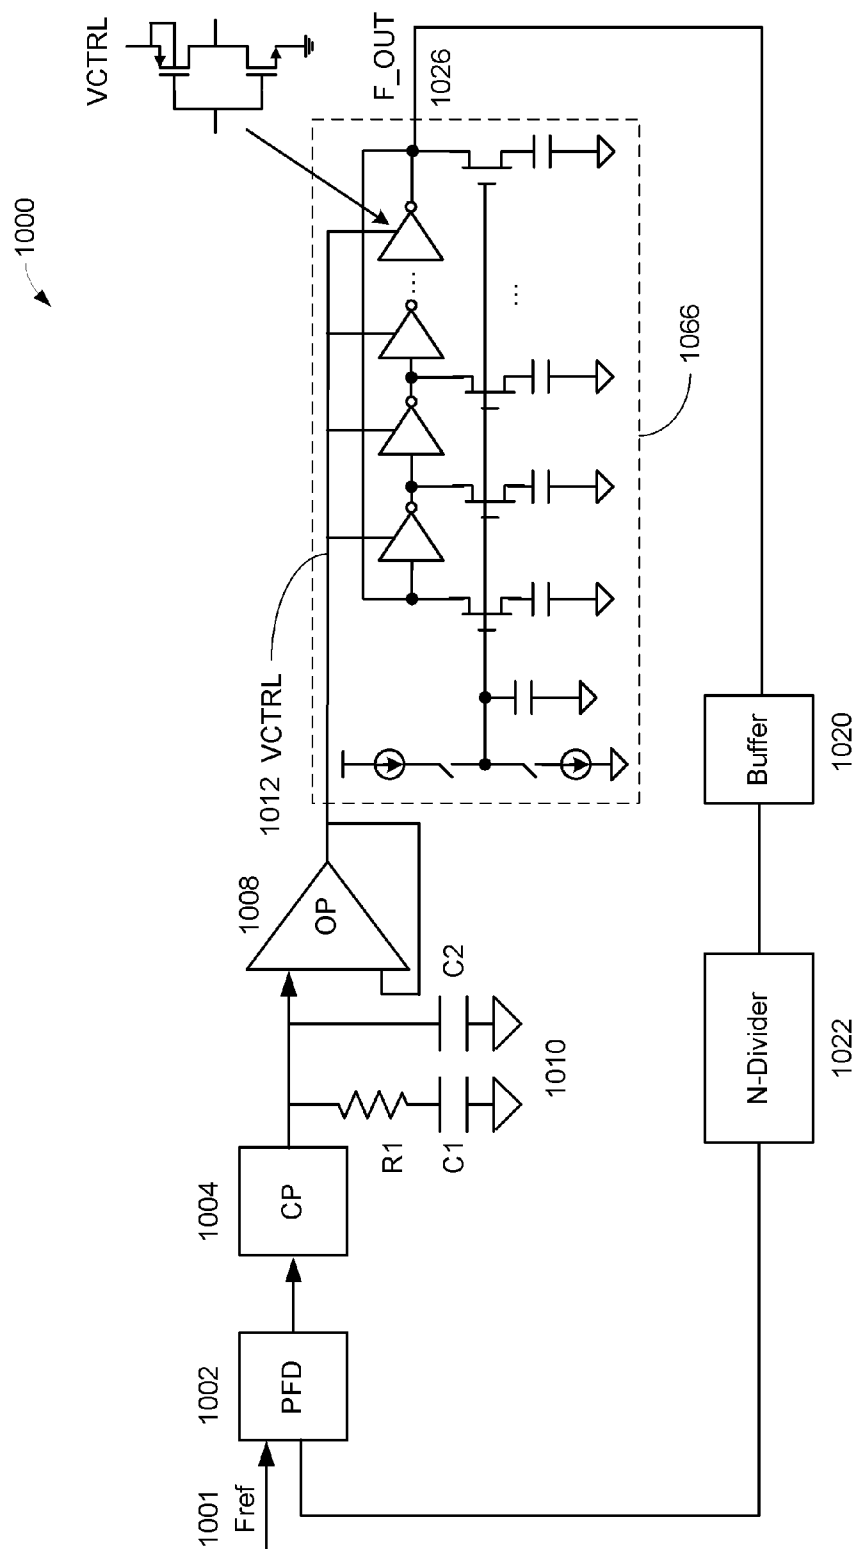 1000
VCTRL
F_OUT
1026
1012 VCTRL
1008
OP
1004
CP
1002
PFD
1001
Fref
R1
C1
C2
1010
...
...
1066
Buffer
1020
N-Divider
1022